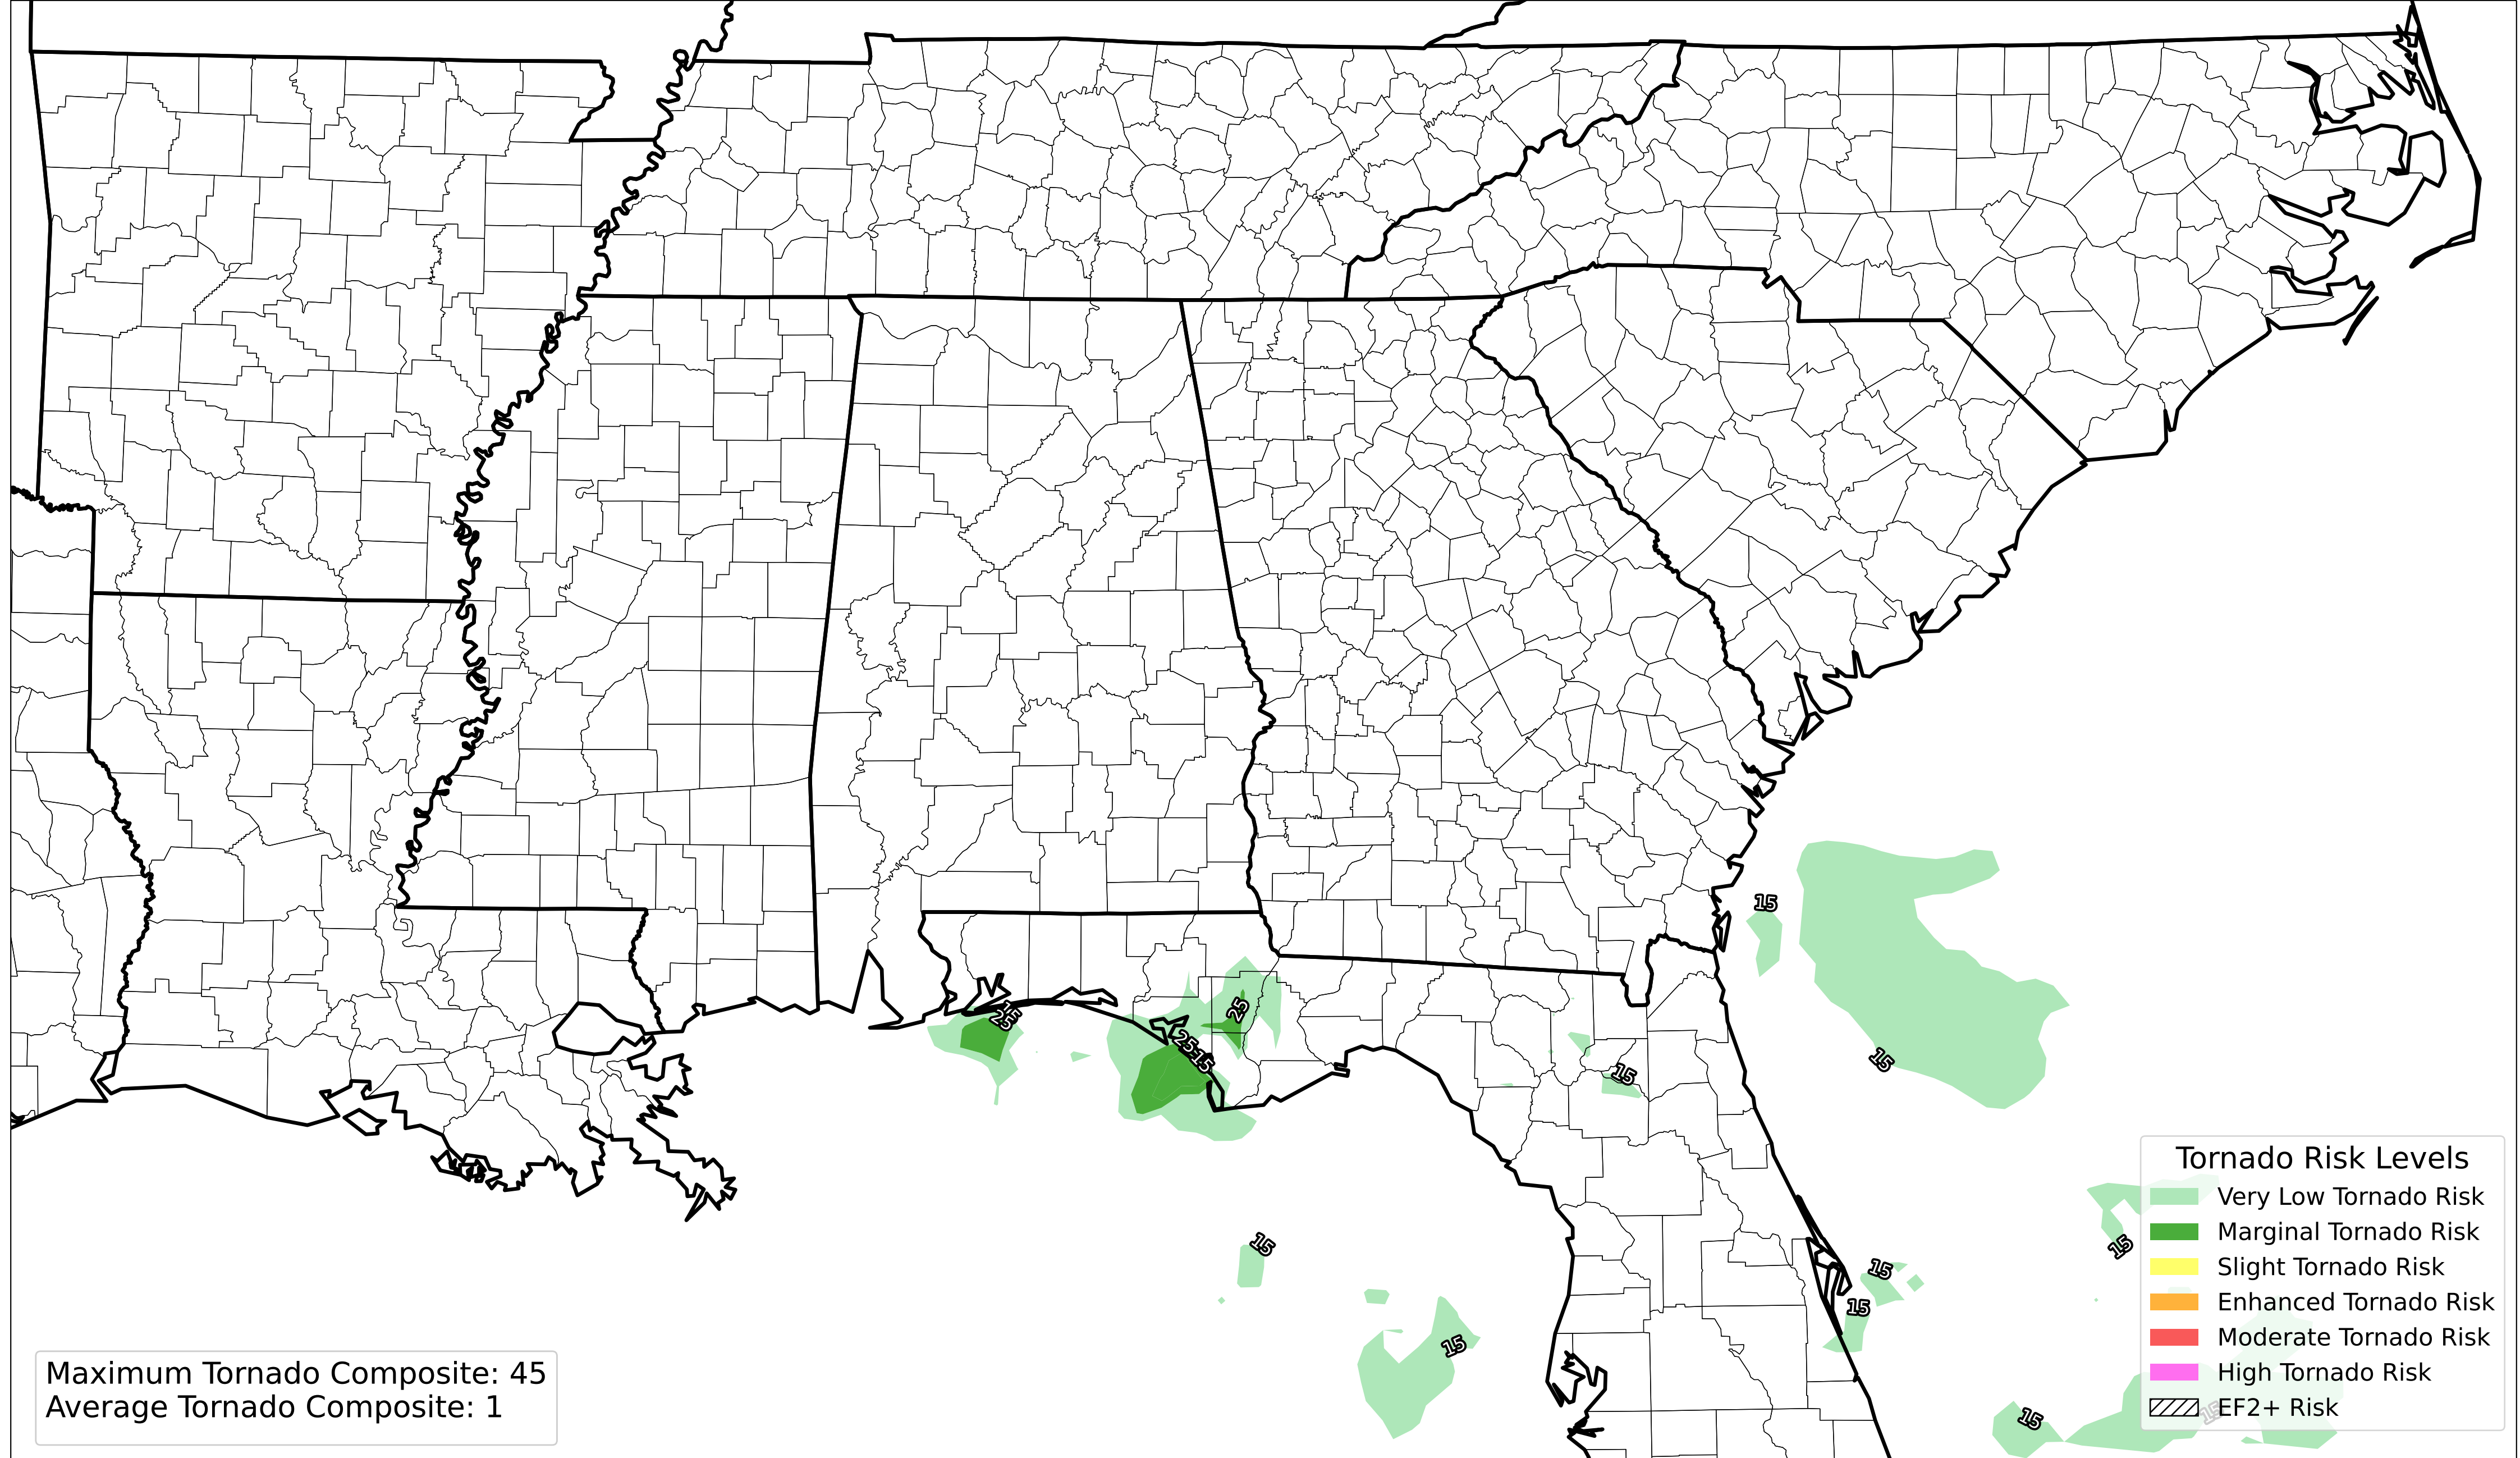 15
15
25
25
25
15
15
15
15
15
15
15
15
15
15
Tornado Risk Levels
Very Low Tornado Risk
Marginal Tornado Risk
Slight Tornado Risk
Enhanced Tornado Risk
Moderate Tornado Risk
High Tornado Risk
EF2+ Risk
Maximum Tornado Composite: 45
Average Tornado Composite: 1